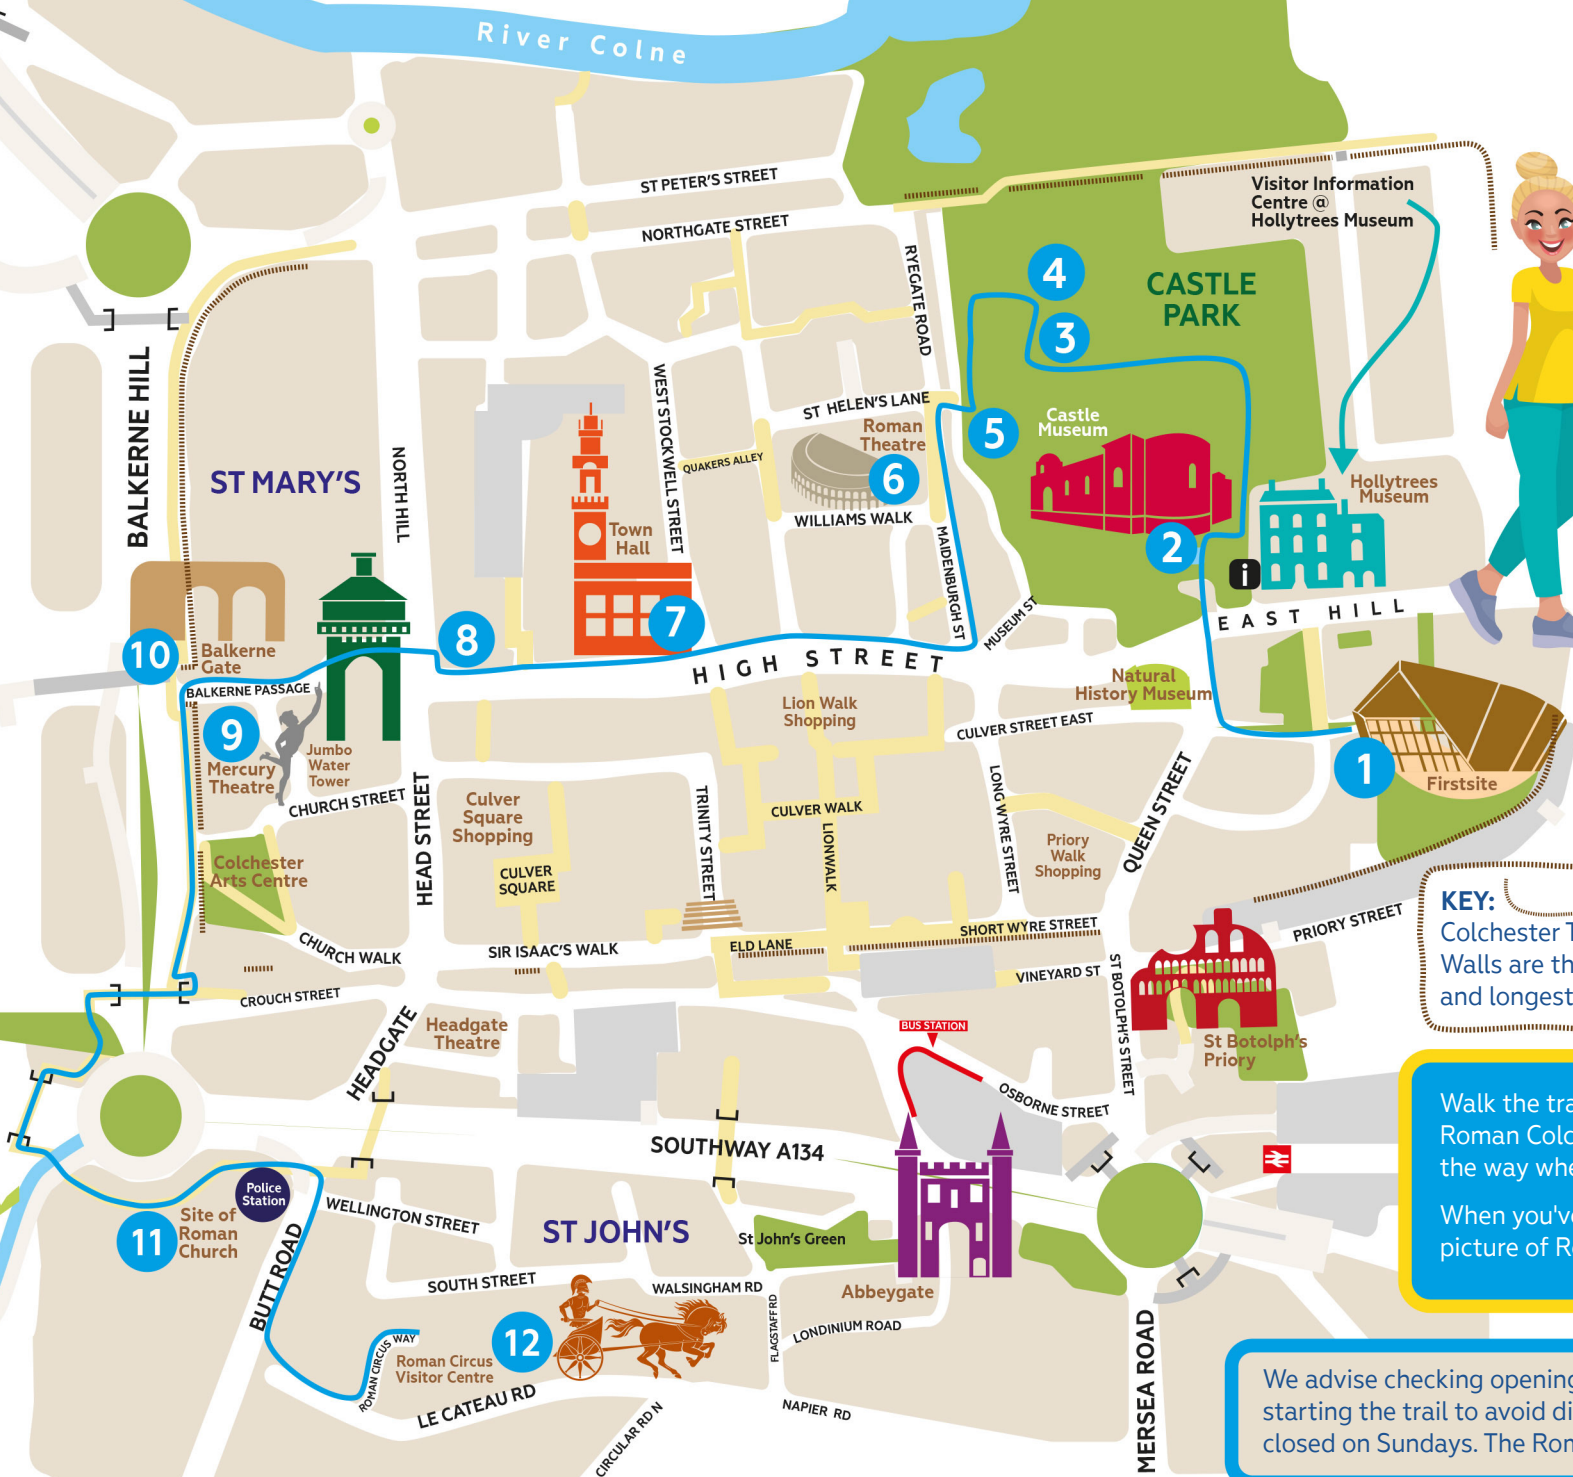 River Colne
ST PETER'S STREET
NORTHGATE STREET
RYEGATE ROAD
Visitor Information
Centre @
Hollytrees Museum
4
CASTLE
PARK
3
BALKERNE HILL
ST MARY'S
NORTH HILL
WEST STOCKWELL STREET
QUAKERS ALLEY
ST HELEN'S LANE
Roman
Theatre
6
WILLIAMS WALK
5
Castle
Museum
2
Hollytrees
Museum
i
Town
Hall
7
MAIDENBURGH ST
MUSEUM ST
EAST HILL
8
HIGH STREET
10
Balkerne
Gate
BALKERNE PASSAGE
9
Mercury
Theatre
Jumbo
Water
Tower
CHURCH STREET
HEAD STREET
Lion Walk
Shopping
Natural
History Museum
CULVER STREET EAST
1
Firstsite
Culver
Square
Shopping
CULVER
SQUARE
TRINITY STREET
CULVER WALK
LIONWALK
LONG WYRE STREET
Priory
Walk
Shopping
QUEEN STREET
Colchester
Arts Centre
CHURCH WALK
SIR ISAAC'S WALK
ELD LANE
SHORT WYRE STREET
VINEYARD ST
ST BOTOLPH'S STREET
PRIORY STREET
KEY:
Colchester T
Walls are th
and longest
CROUCH STREET
HEADGATE
Headgate
Theatre
BUS STATION
OSBORNE STREET
St Botolph's
Priory
SOUTHWAY A134
Walk the tra
Roman Colc
the way whe
When you've
picture of R
Police
Station
11
Site of
Roman
Church
BUTT ROAD
WELLINGTON STREET
ST JOHN'S
St John's Green
SOUTH STREET
WALSINGHAM RD
FLAGSTAFF RD
LONDINIUM ROAD
Abbeygate
12
Roman Circus
Visitor Centre
ROMAN CIRCUS WAY
LE CATEAU RD
CIRCULAR RD N
NAPIER RD
MERSEA ROAD
We advise checking opening
starting the trail to avoid di
closed on Sundays. The Rom